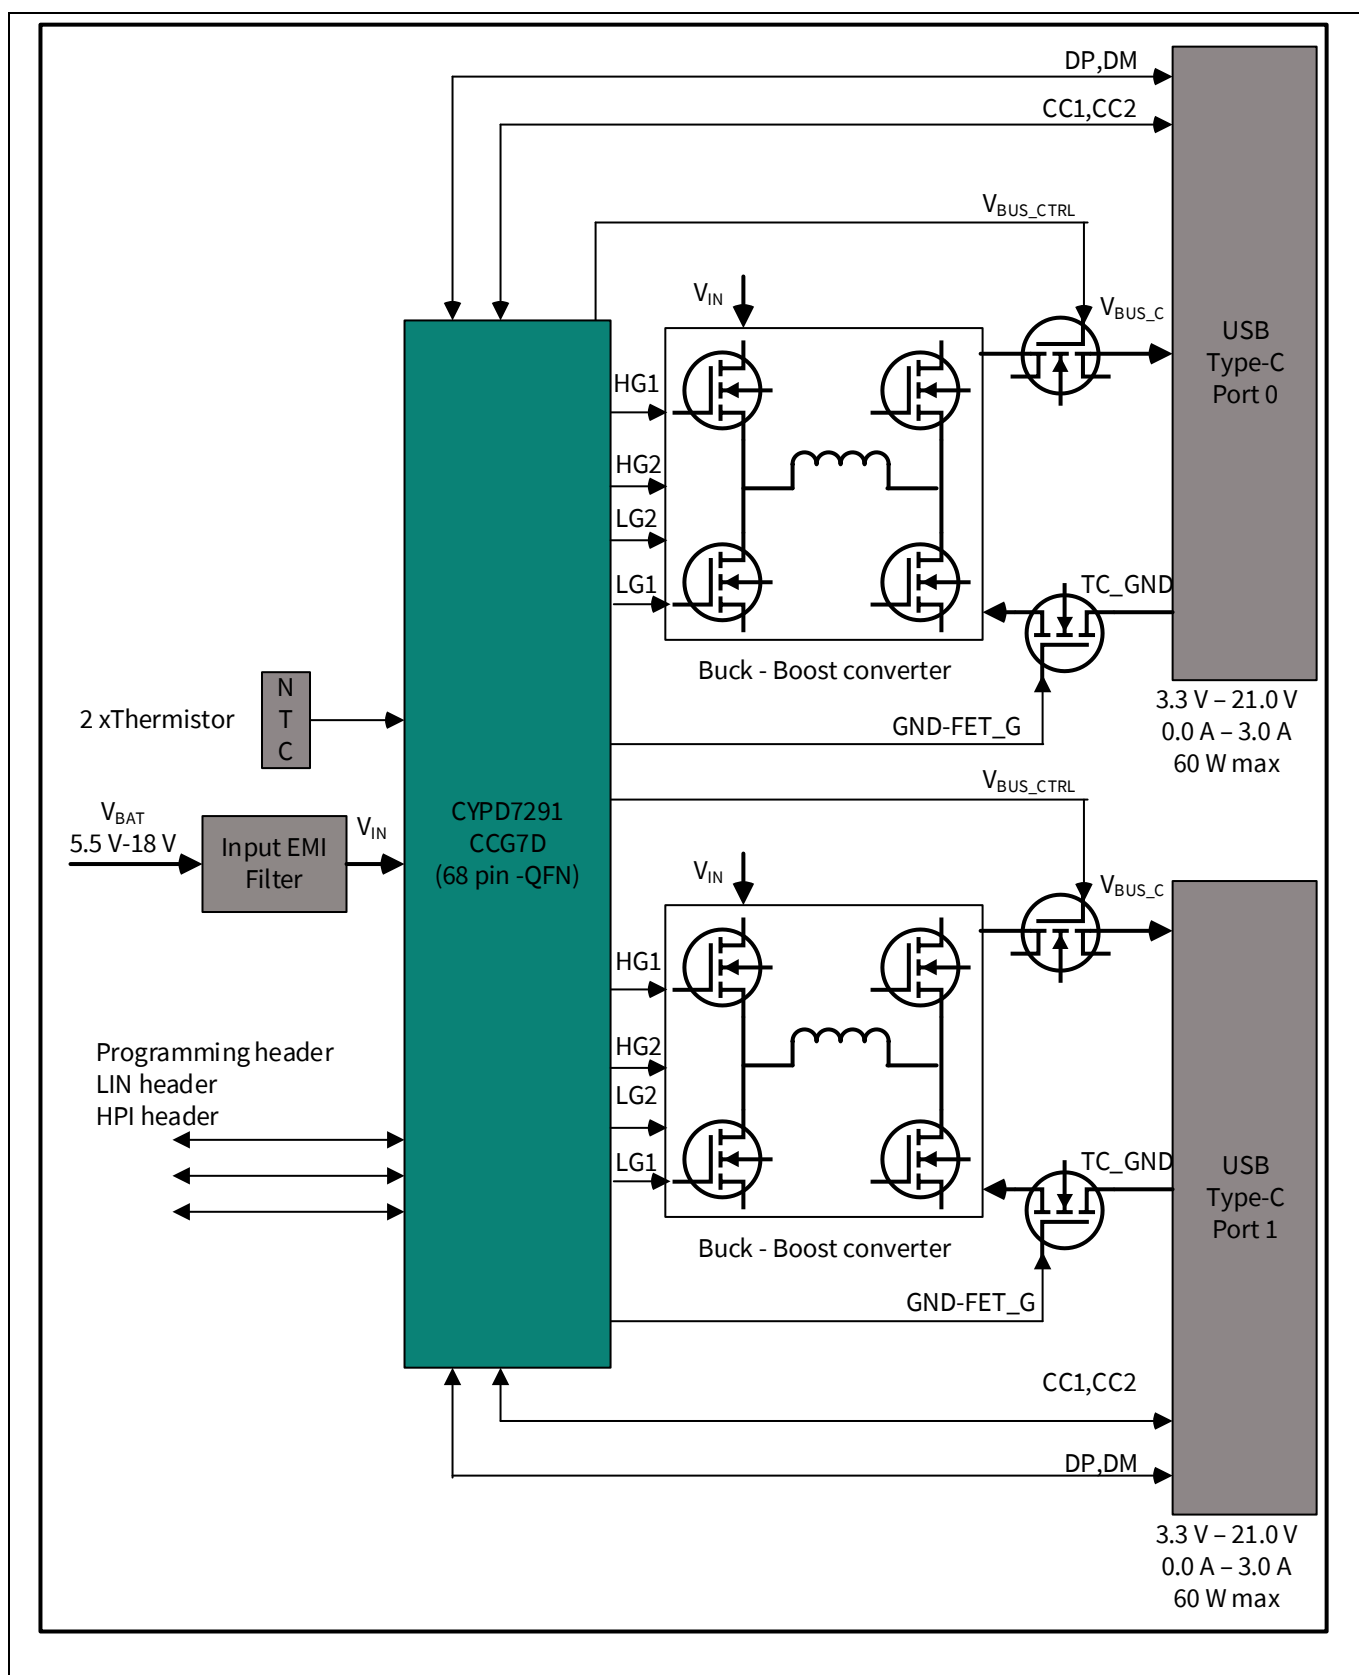 DP,DM
CC1,CC2
VBUS_CTRL
VIN
VBUS_C
USB
Type-C
Port 0
HG1
HG2
LG2
LG1
TC_GND
Buck - Boost converter
3.3 V – 21.0 V
0.0 A – 3.0 A
60 W max
GND-FET_G
2 xThermistor
N
T
C
VBUS_CTRL
VBAT
5.5 V-18 V
Input EMI
Filter
VIN
CYPD7291
CCG7D
(68 pin -QFN)
VIN
VBUS_C
HG1
HG2
LG2
LG1
Programming header
LIN header
HPI header
TC_GND
USB
Type-C
Port 1
Buck - Boost converter
GND-FET_G
CC1,CC2
DP,DM
3.3 V – 21.0 V
0.0 A – 3.0 A
60 W max